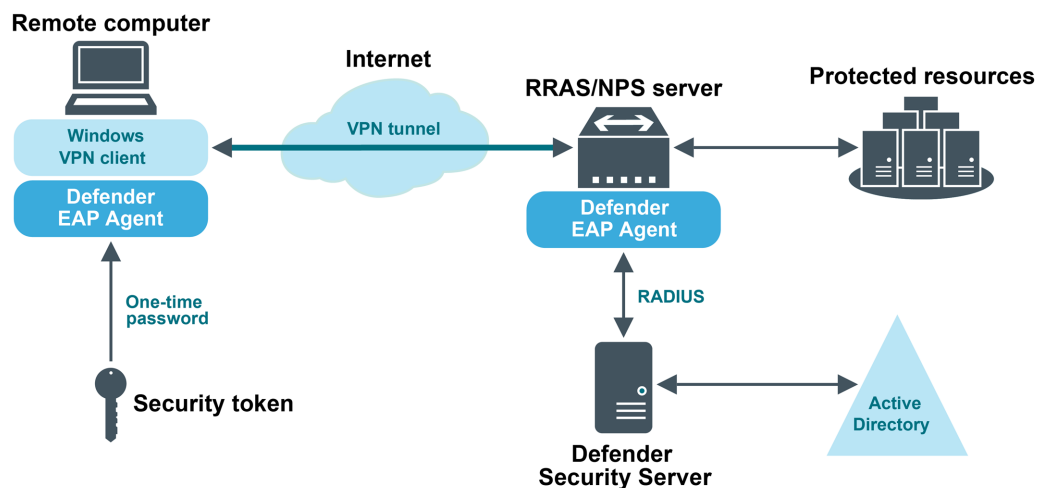 Remote computer
Internet
RRAS/NPS server
Protected resources
Windows
VPN client
VPN tunnel
Defender
EAP Agent
Defender
EAP Agent
One-time
password
RADIUS
Security token
Active
Directory
Defender
Security Server